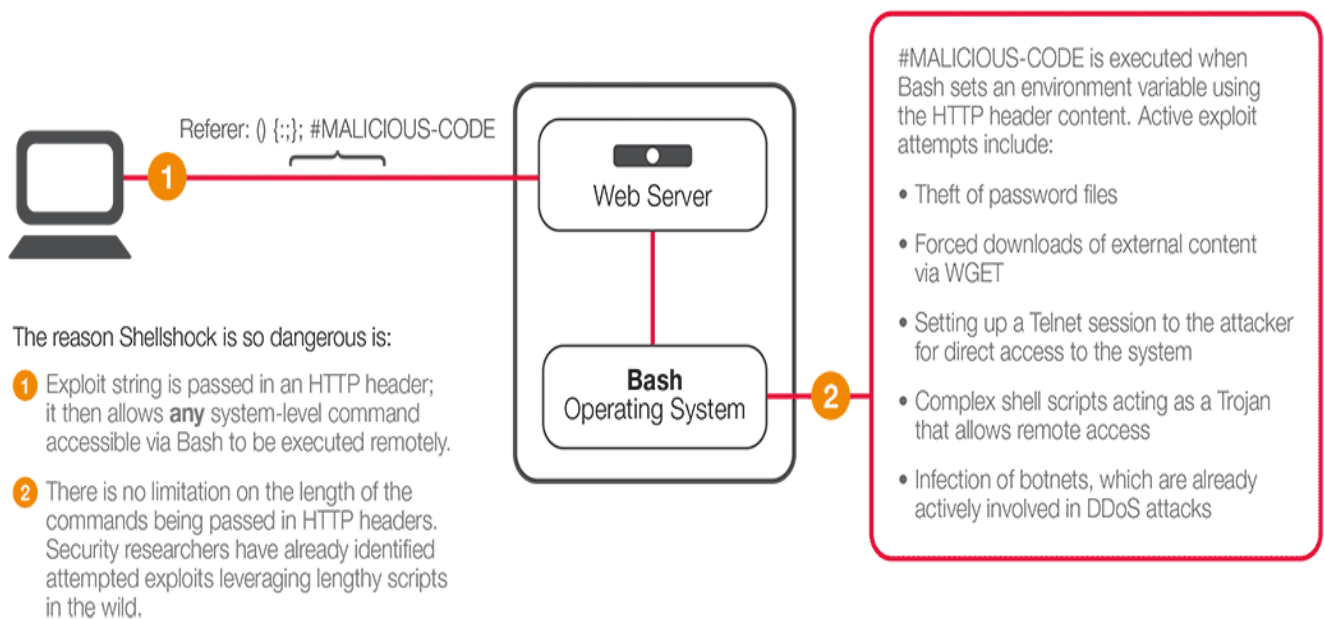 Referer: () {:;}; #MALICIOUS-CODE
1
Web Server
Bash
Operating System
2
The reason Shellshock is so dangerous is:
1 Exploit string is passed in an HTTP header;
it then allows any system-level command
accessible via Bash to be executed remotely.
2 There is no limitation on the length of the
commands being passed in HTTP headers.
Security researchers have already identified
attempted exploits leveraging lengthy scripts
in the wild.
#MALICIOUS-CODE is executed when
Bash sets an environment variable using
the HTTP header content. Active exploit
attempts include:
• Theft of password files
• Forced downloads of external content
via WGET
• Setting up a Telnet session to the attacker
for direct access to the system
• Complex shell scripts acting as a Trojan
that allows remote access
• Infection of botnets, which are already
actively involved in DDoS attacks